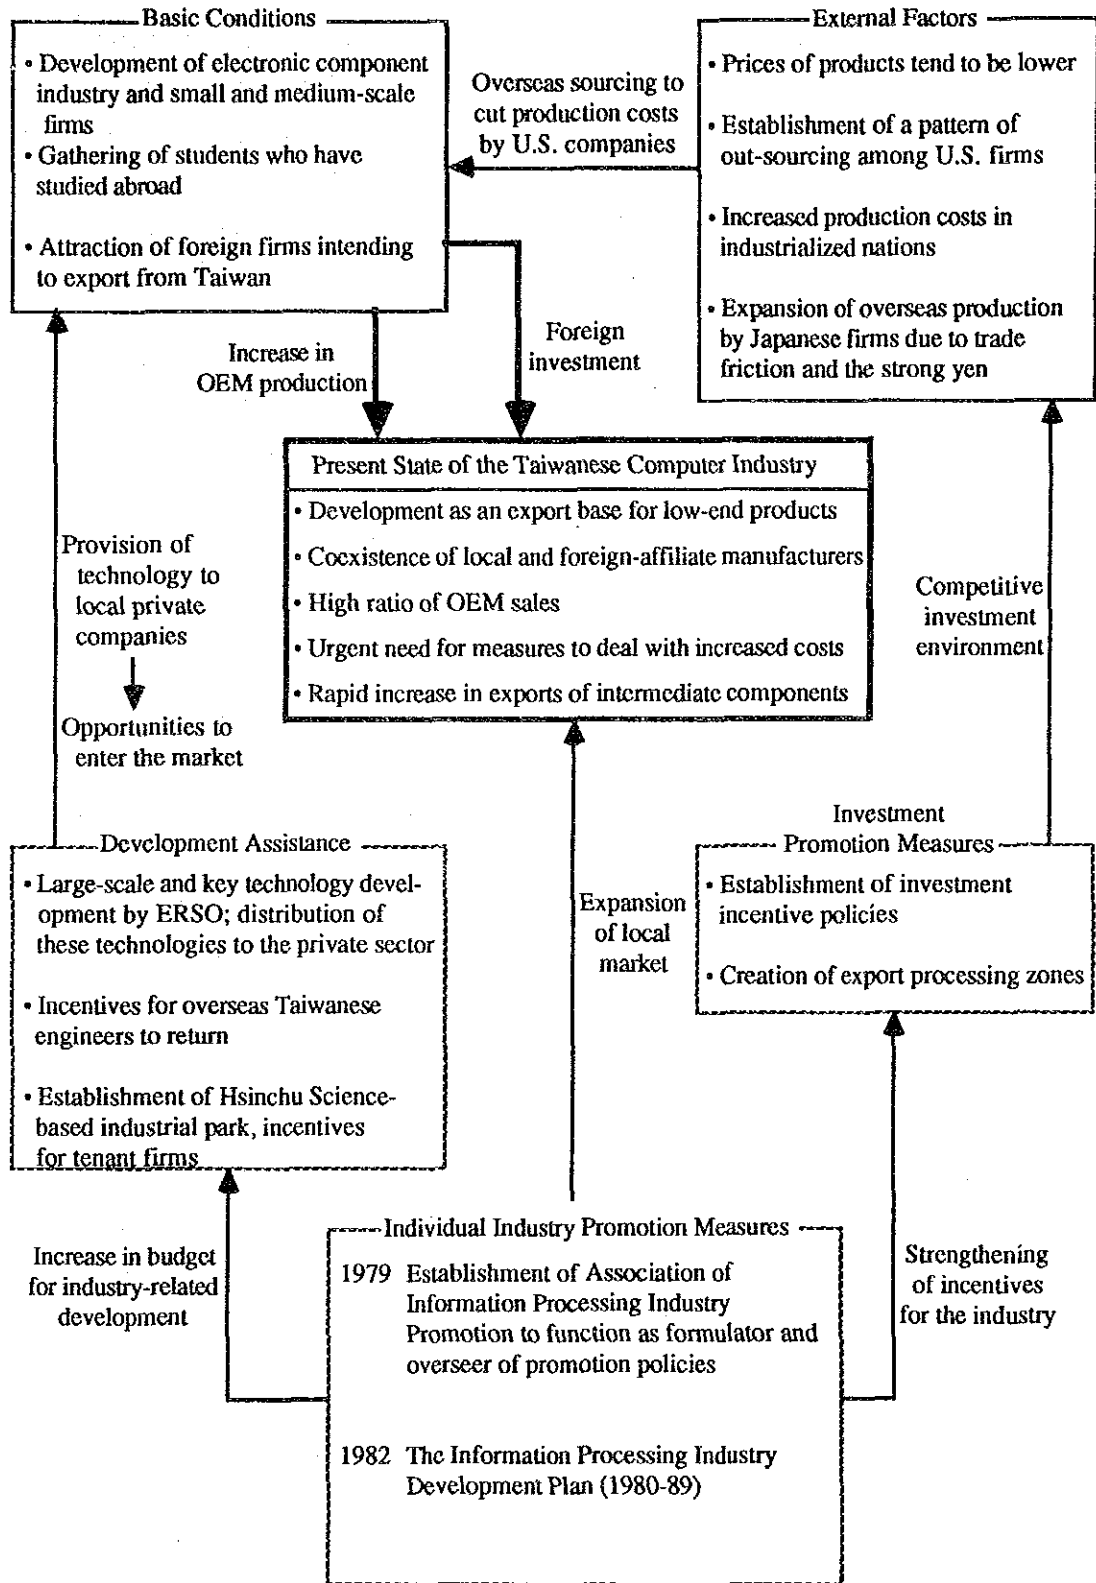 Basic Conditions
• Development of electronic component
industry and small and medium-scale
firms
• Gathering of students who have
studied abroad
• Attraction of foreign firms intending
to export from Taiwan
Overseas sourcing to
cut production costs
by U.S. companies
External Factors
• Prices of products tend to be lower
• Establishment of a pattern of
out-sourcing among U.S. firms
• Increased production costs in
industrialized nations
• Expansion of overseas production
by Japanese firms due to trade
friction and the strong yen
Increase in
OEM production
Foreign
investment
Present State of the Taiwanese Computer Industry
• Development as an export base for low-end products
• Coexistence of local and foreign-affiliate manufacturers
• High ratio of OEM sales
• Urgent need for measures to deal with increased costs
• Rapid increase in exports of intermediate components
Provision of
technology to
local private
companies
Opportunities to
enter the market
Competitive
investment
environment
Development Assistance
• Large-scale and key technology devel-
opment by ERSO; distribution of
these technologies to the private sector
• Incentives for overseas Taiwanese
engineers to return
• Establishment of Hsinchu Science-
based industrial park, incentives
for tenant firms
Expansion
of local
market
Investment
Promotion Measures
• Establishment of investment
incentive policies
• Creation of export processing zones
Increase in budget
for industry-related
development
Individual Industry Promotion Measures
1979 Establishment of Association of
Information Processing Industry
Promotion to function as formulator and
overseer of promotion policies
1982 The Information Processing Industry
Development Plan (1980-89)
Strengthening
of incentives
for the industry